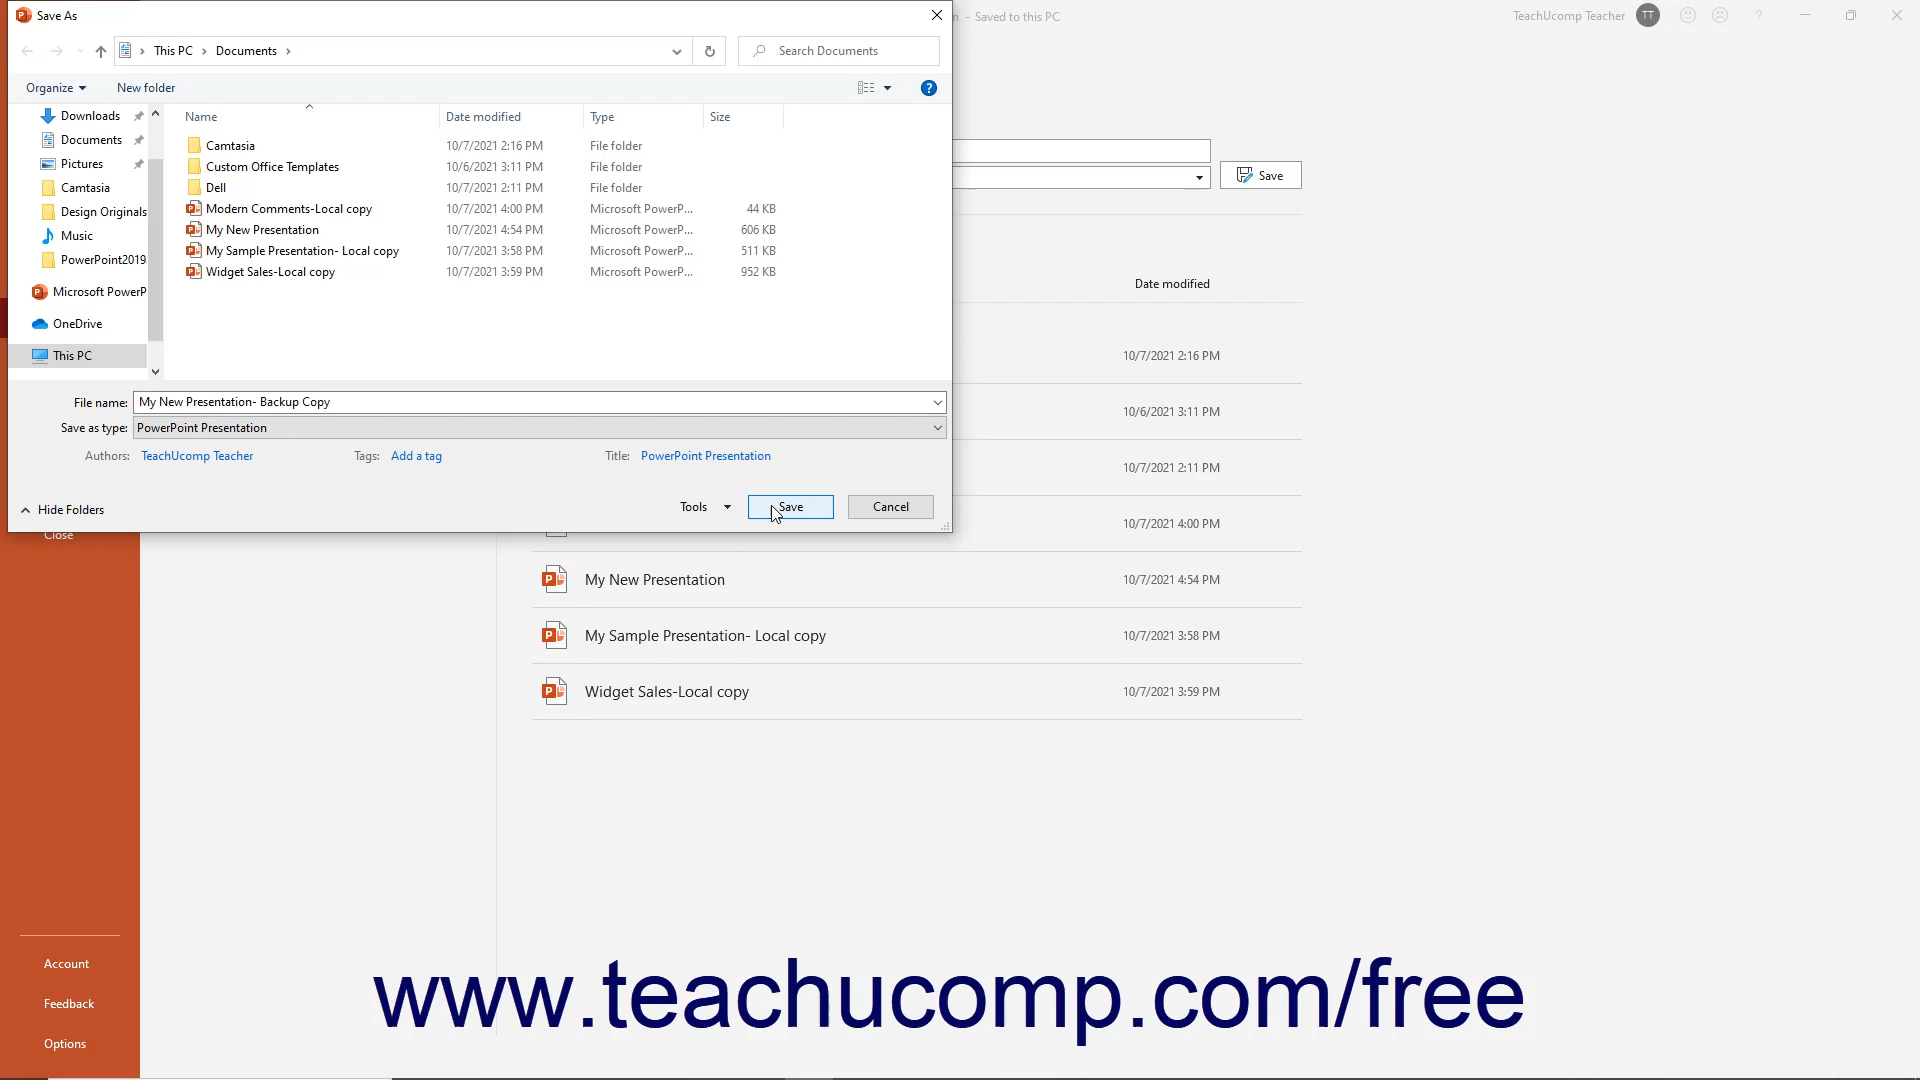 Save As
n - Saved to this PC
TeachUcomp Teacher TT
This PC Documents
Search Documents
Organize
New folder
Name Date modified Type Size
Downloads
Documents
Pictures
Camtasia
Design Originals
Music
PowerPoint2019
Microsoft PowerP
OneDrive
This PC
Camtasia 10/7/2021 2:16 PM File folder
Custom Office Templates 10/6/2021 3:11 PM File folder
Dell 10/7/2021 2:11 PM File folder
Modern Comments-Local copy 10/7/2021 4:00 PM Microsoft PowerP... 44 KB
My New Presentation 10/7/2021 4:54 PM Microsoft PowerP... 606 KB
My Sample Presentation- Local copy 10/7/2021 3:58 PM Microsoft PowerP... 511 KB
Widget Sales-Local copy 10/7/2021 3:59 PM Microsoft PowerP... 952 KB
File name: My New Presentation- Backup Copy
Save as type: PowerPoint Presentation
Authors: TeachUcomp Teacher Tags: Add a tag Title: PowerPoint Presentation
Hide Folders
Tools Save Cancel
Save
Date modified
10/7/2021 2:16 PM
10/6/2021 3:11 PM
10/7/2021 2:11 PM
10/7/2021 4:00 PM
My New Presentation 10/7/2021 4:54 PM
My Sample Presentation- Local copy 10/7/2021 3:58 PM
Widget Sales-Local copy 10/7/2021 3:59 PM
Close
Account
Feedback
Options
www.teachucomp.com/free